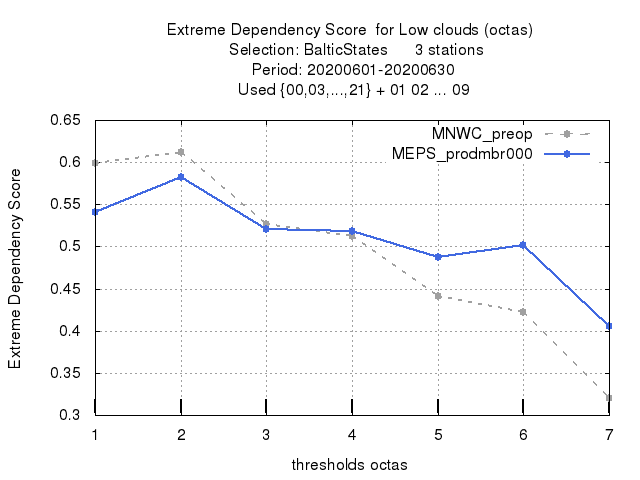 Extreme Dependency Score  for Low clouds (octas)
Selection: BalticStates      3 stations
Period: 20200601-20200630
Used {00,03,...,21} + 01 02 ... 09
MNWC_preop
MEPS_prodmbr000
Extreme Dependency Score
0.65
0.6
0.55
0.5
0.45
0.4
0.35
0.3
1 2 3 4 5 6 7
thresholds octas